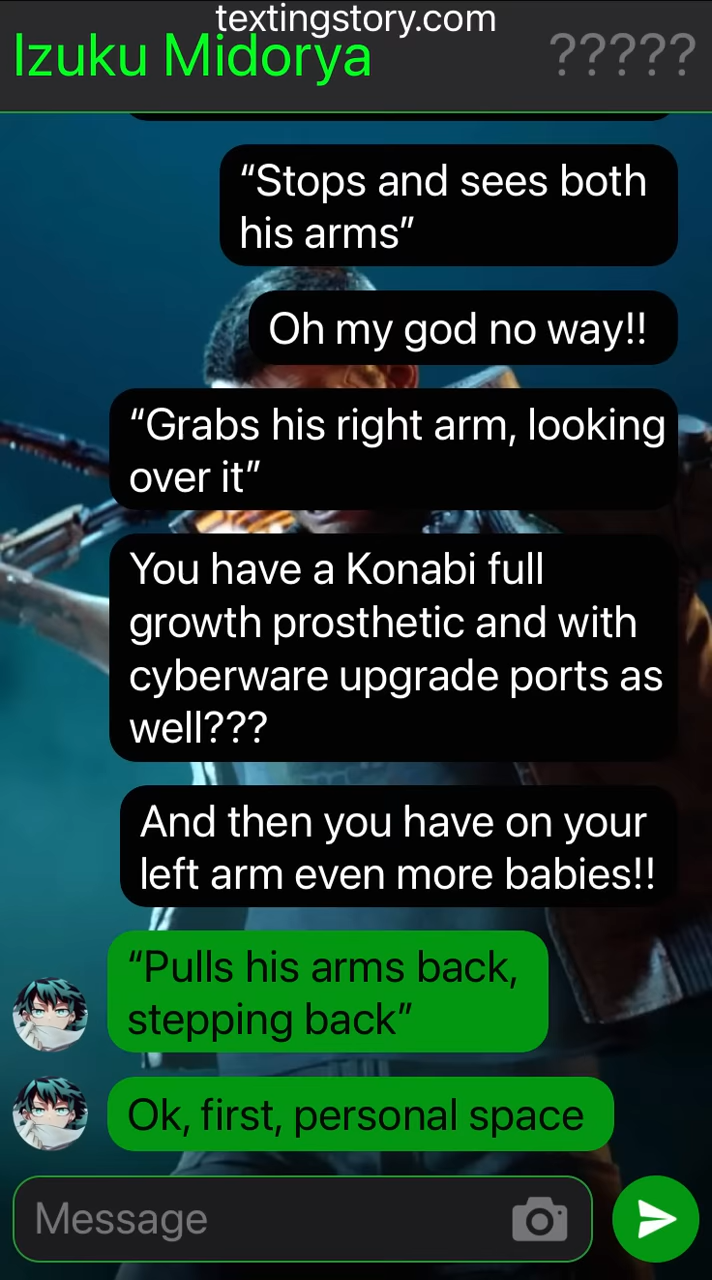 textingstory.com
Izuku Midorya
?????
“Stops and sees both
his arms”
Oh my god no way!!
“Grabs his right arm, looking
over it”
You have a Konabi full
growth prosthetic and with
cyberware upgrade ports as
well???
And then you have on your
left arm even more babies!!
“Pulls his arms back,
stepping back”
Ok, first, personal space
Message